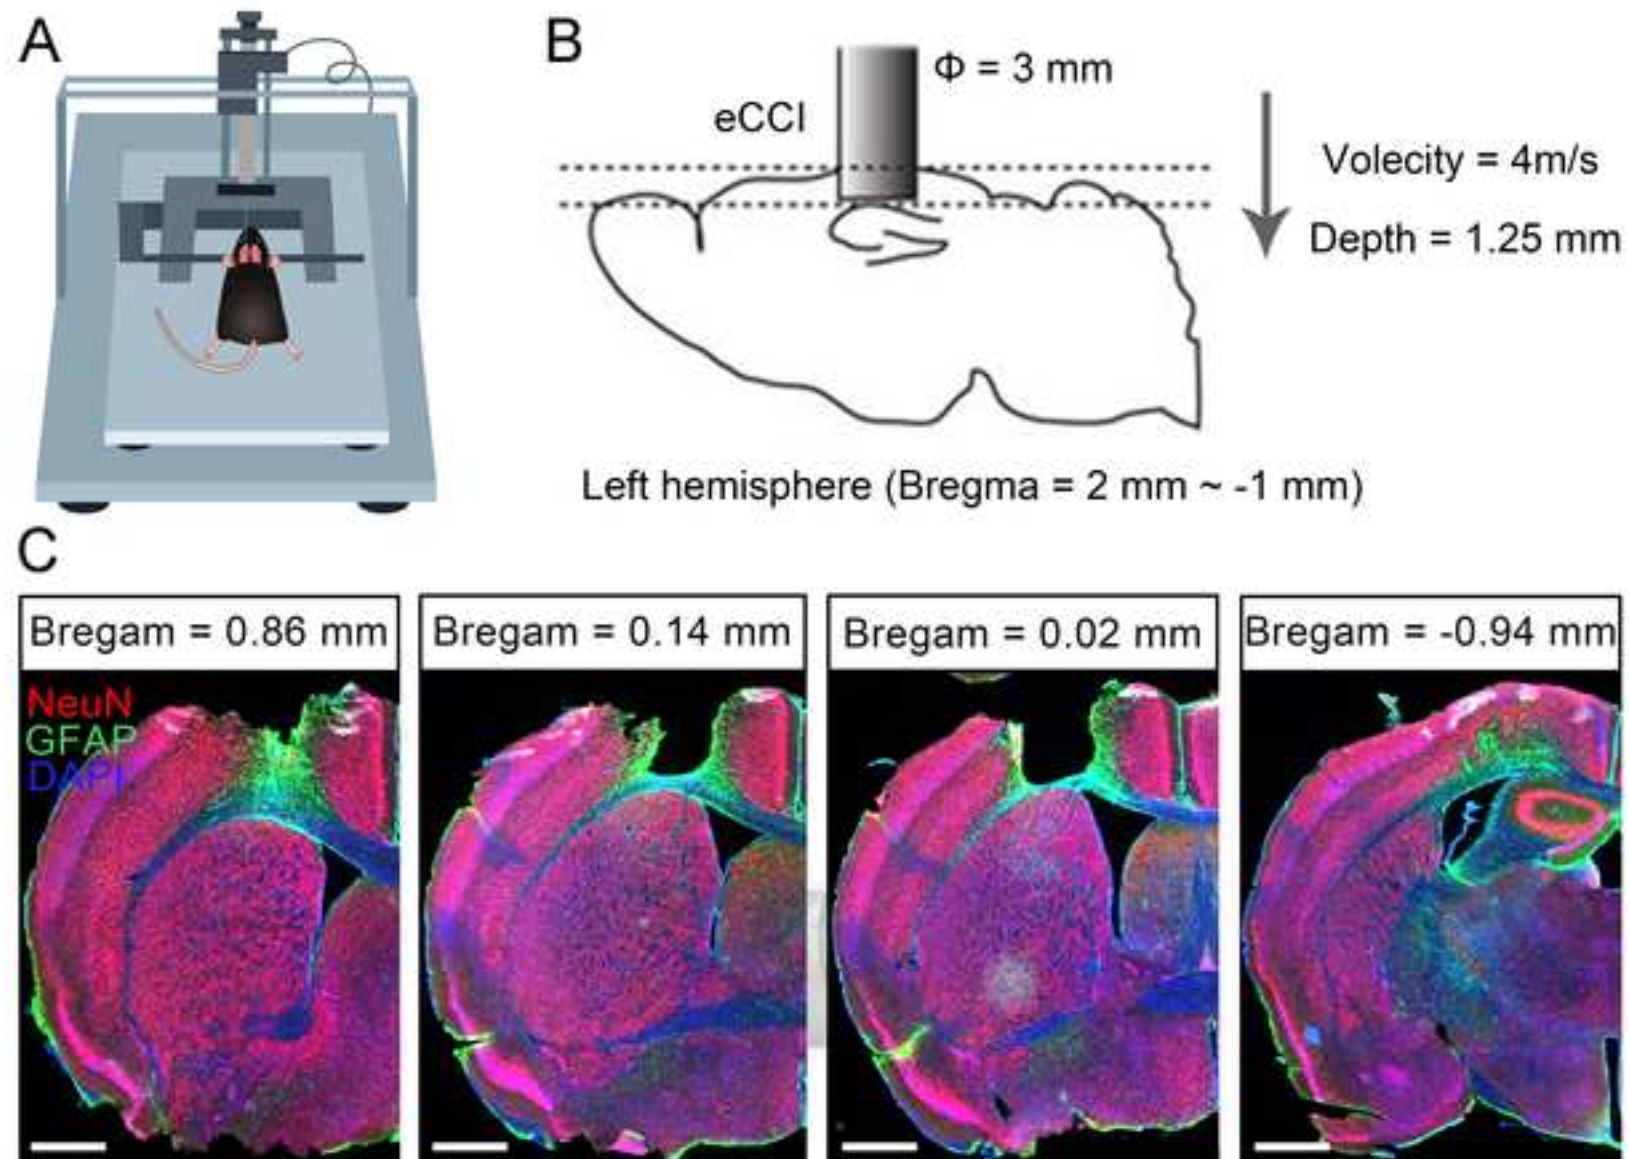 A
B
Φ = 3 mm
eCCI
Volecity = 4m/s
Depth = 1.25 mm
Left hemisphere (Bregma = 2 mm ~ -1 mm)
C
Bregam = 0.86 mm
Bregam = 0.14 mm
Bregam = 0.02 mm
Bregam = -0.94 mm
NeuN
GFAP
DAPI